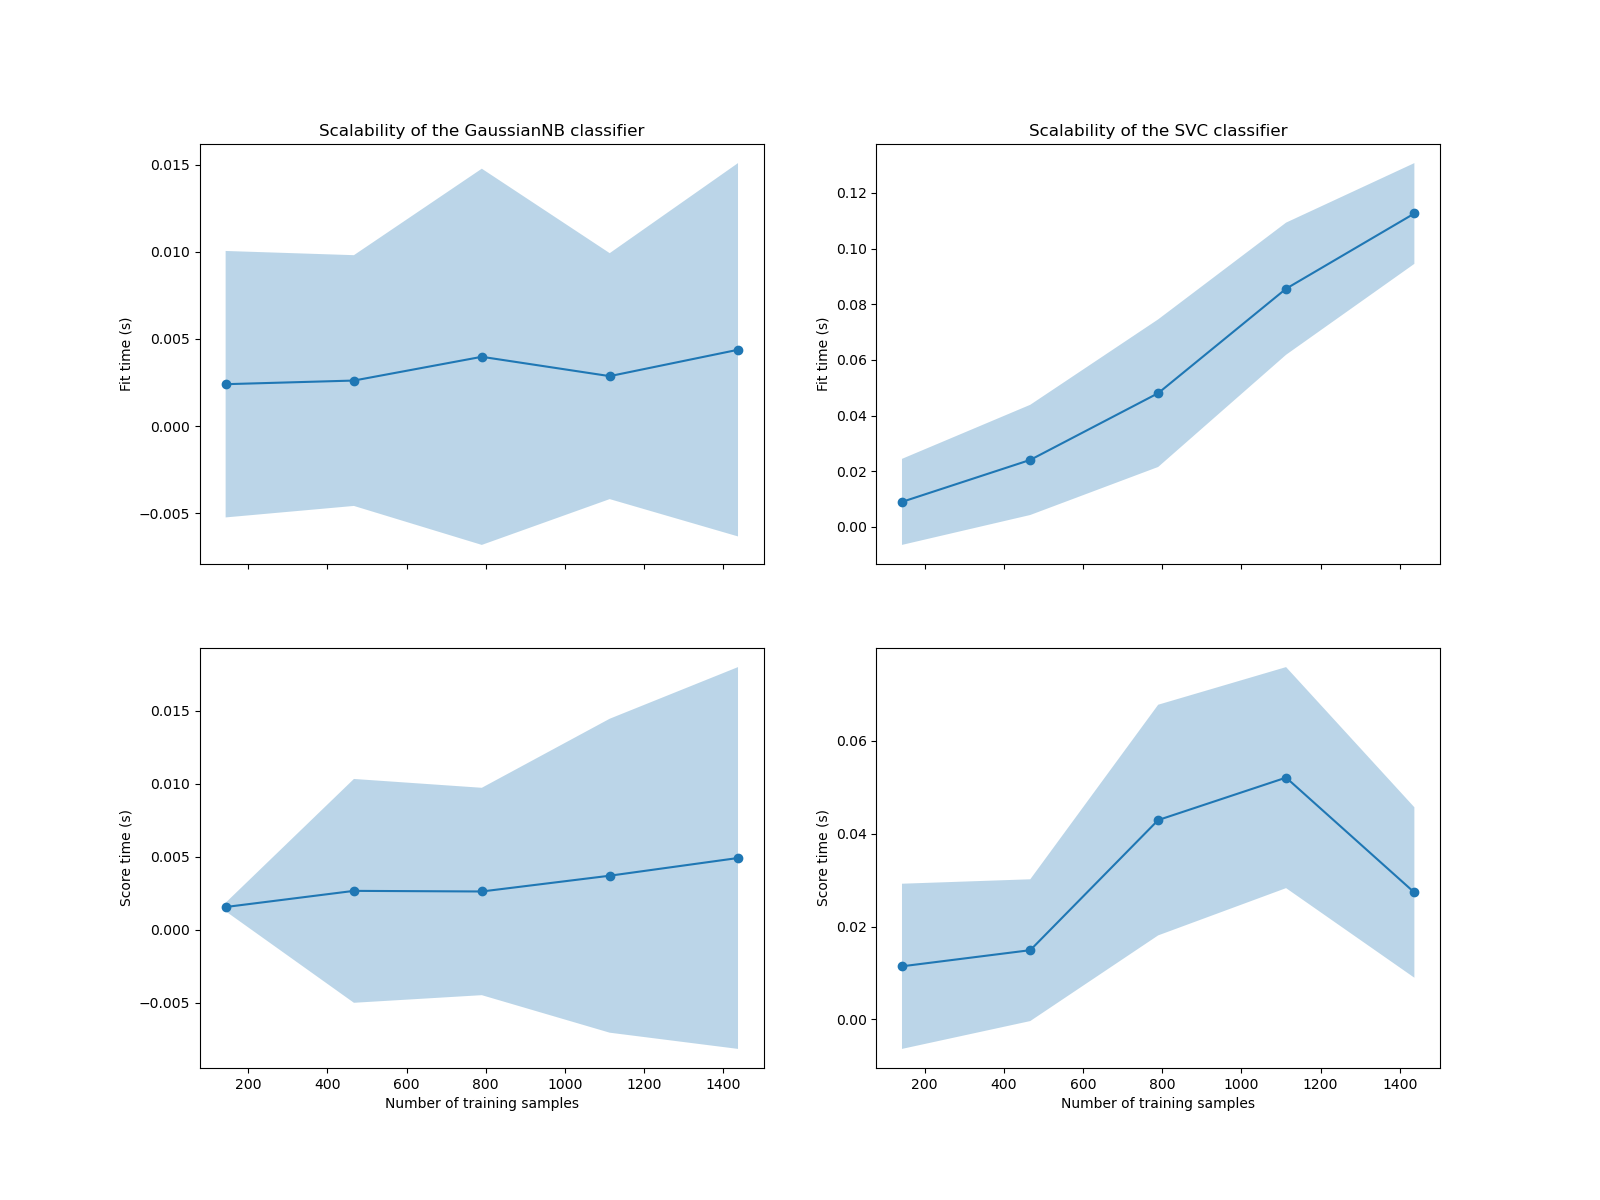 Scalability of the GaussianNB classifier
0.015
0.010
0.005
0.000
−0.005
Fit time (s)
Scalability of the SVC classifier
0.12
0.10
0.08
0.06
0.04
0.02
0.00
Fit time (s)
0.015
0.010
0.005
0.000
−0.005
Score time (s)
200 400 600 800 1000 1200 1400
Number of training samples
0.06
0.04
0.02
0.00
Score time (s)
200 400 600 800 1000 1200 1400
Number of training samples